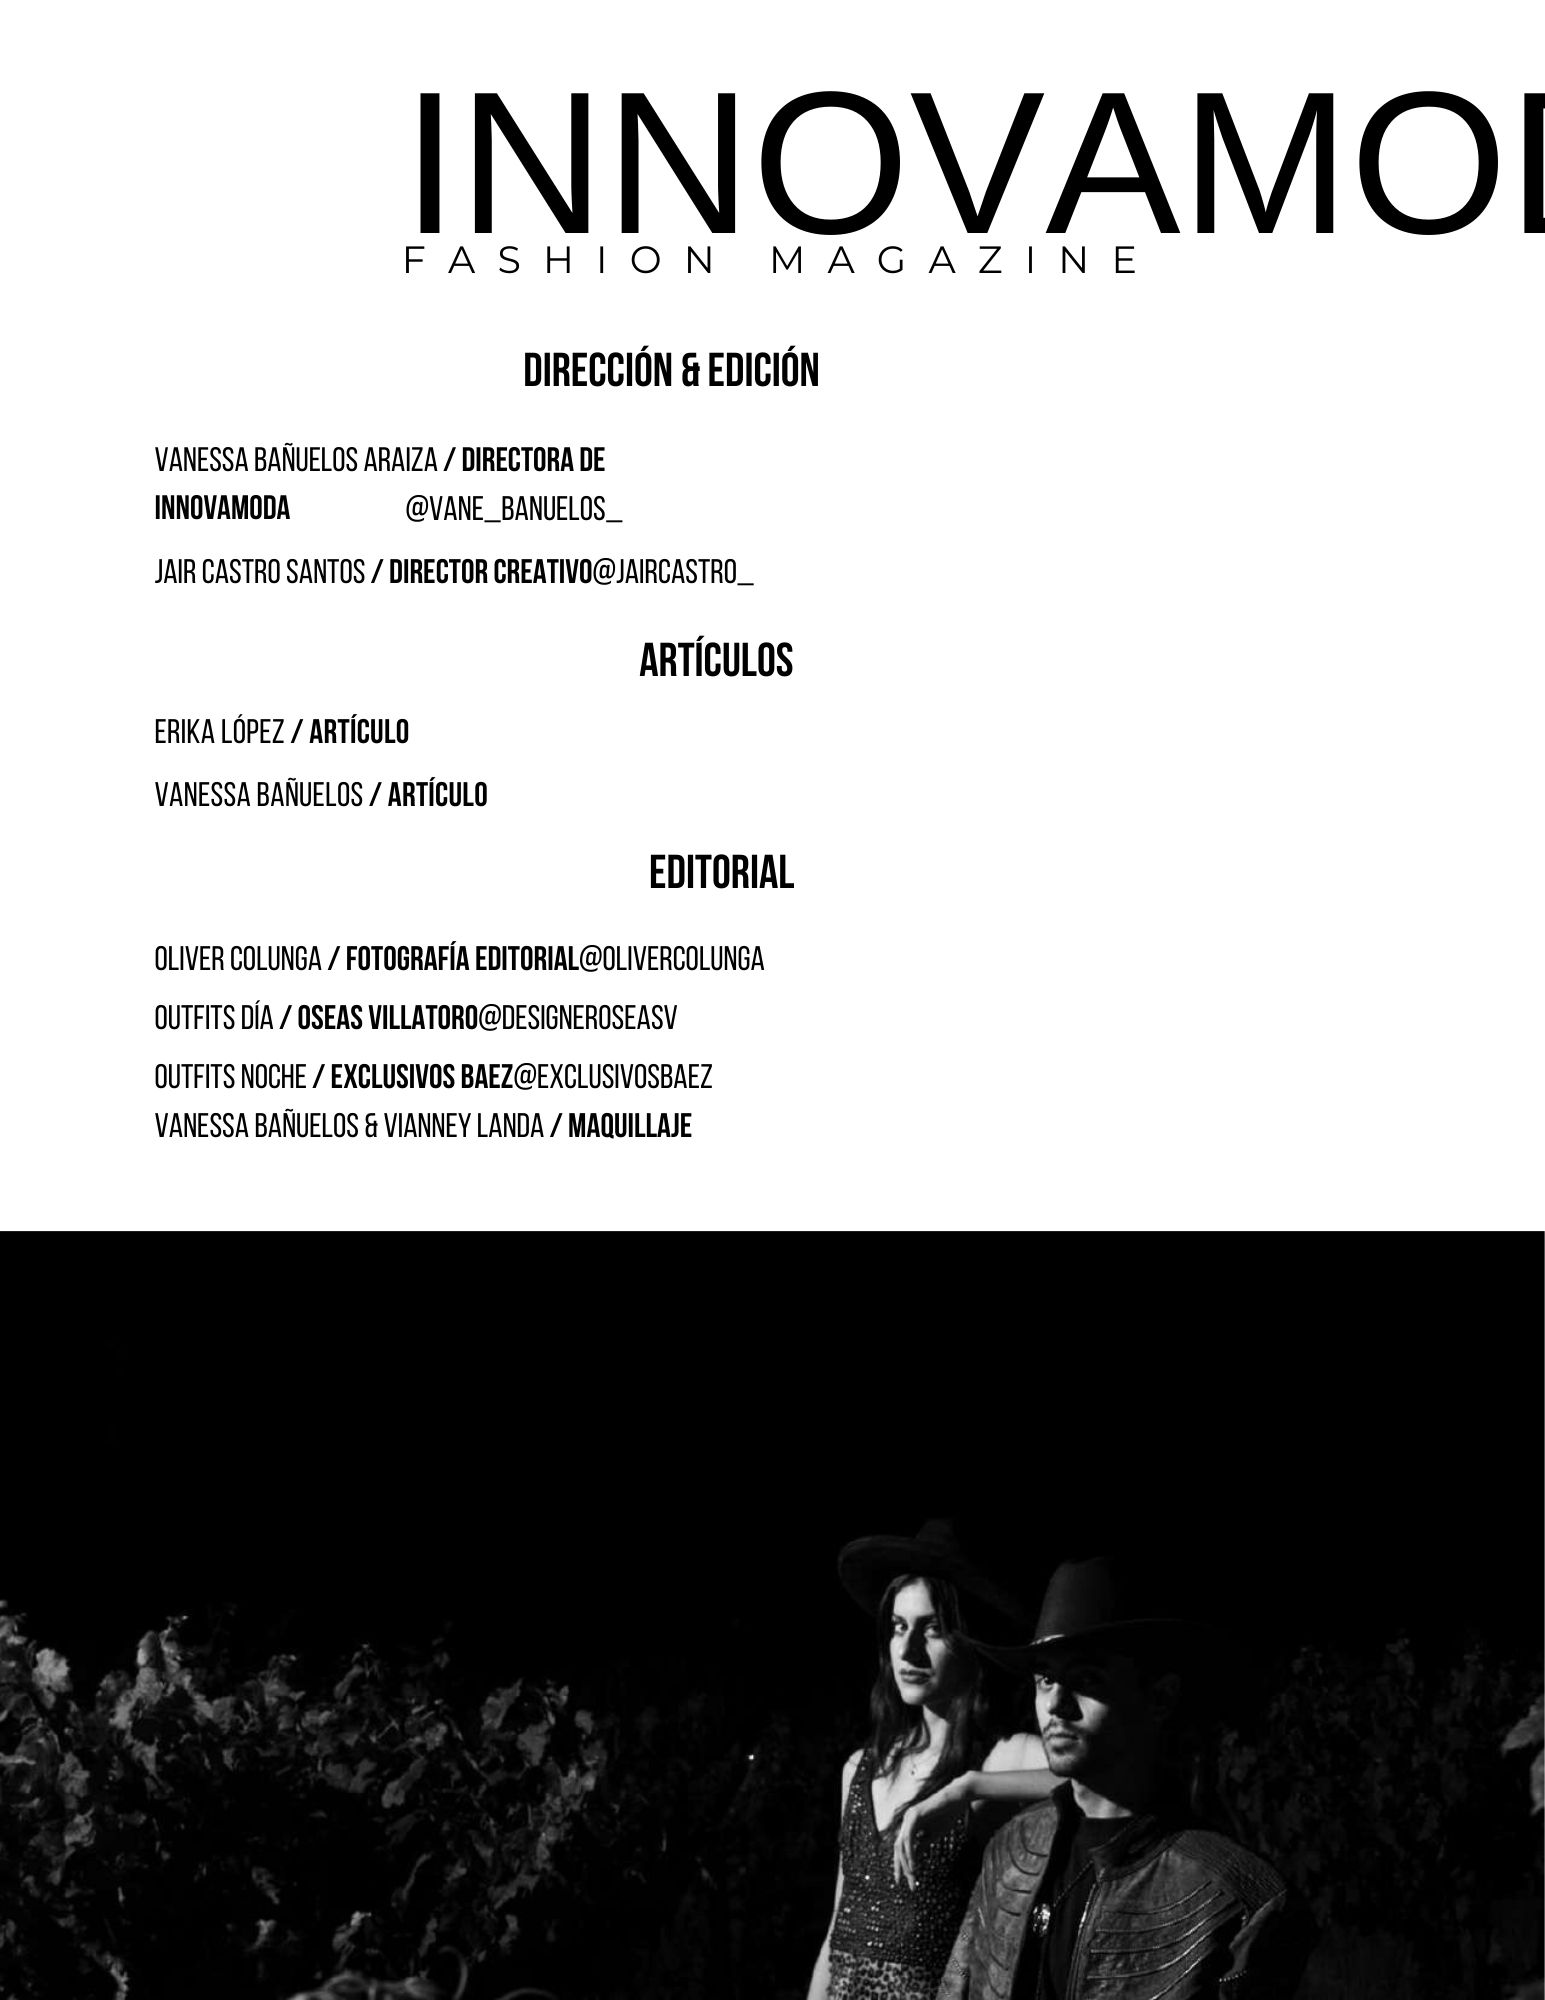 INNOVAMOD
FASHION MAGAZINE
DIRECCIÓN & EDICIÓN
VANESSA BAÑUELOS ARAIZA / DIRECTORA DE
INNOVAMODA @VANE_BANUELOS_
JAIR CASTRO SANTOS / DIRECTOR CREATIVO@JAIRCASTRO_
ARTÍCULOS
ERIKA LÓPEZ / ARTÍCULO
VANESSA BAÑUELOS / ARTÍCULO
EDITORIAL
OLIVER COLUNGA / FOTOGRAFÍA EDITORIAL@OLIVERCOLUNGA
OUTFITS DÍA / OSEAS VILLATORO@DESIGNEROSEASV
OUTFITS NOCHE / EXCLUSIVOS BAEZ@EXCLUSIVOSBAEZ
VANESSA BAÑUELOS & VIANNEY LANDA / MAQUILLAJE